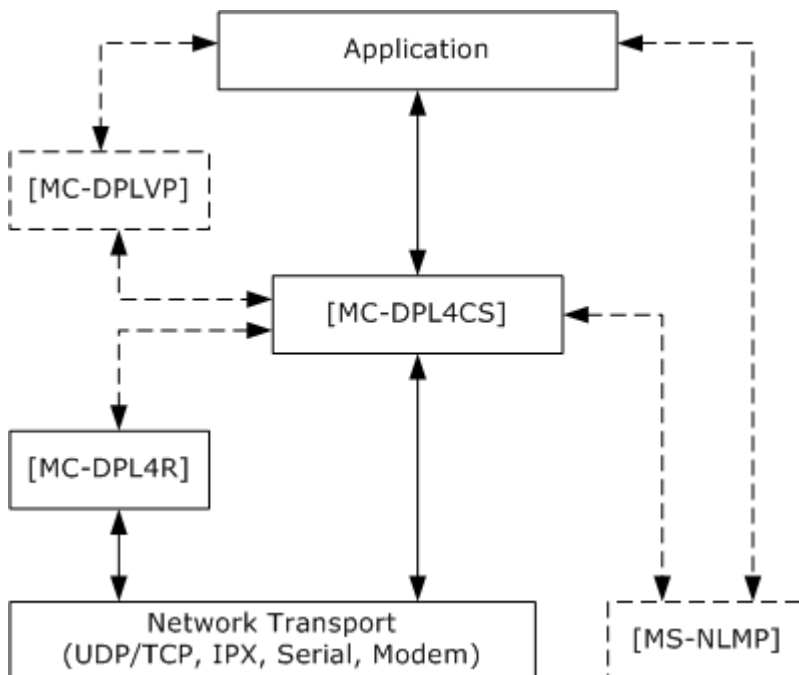 Application
[MC-DPLVP]
[MC-DPL4CS]
[MC-DPL4R]
Network Transport
(UDP/TCP, IPX, Serial, Modem)
[MS-NLMP]